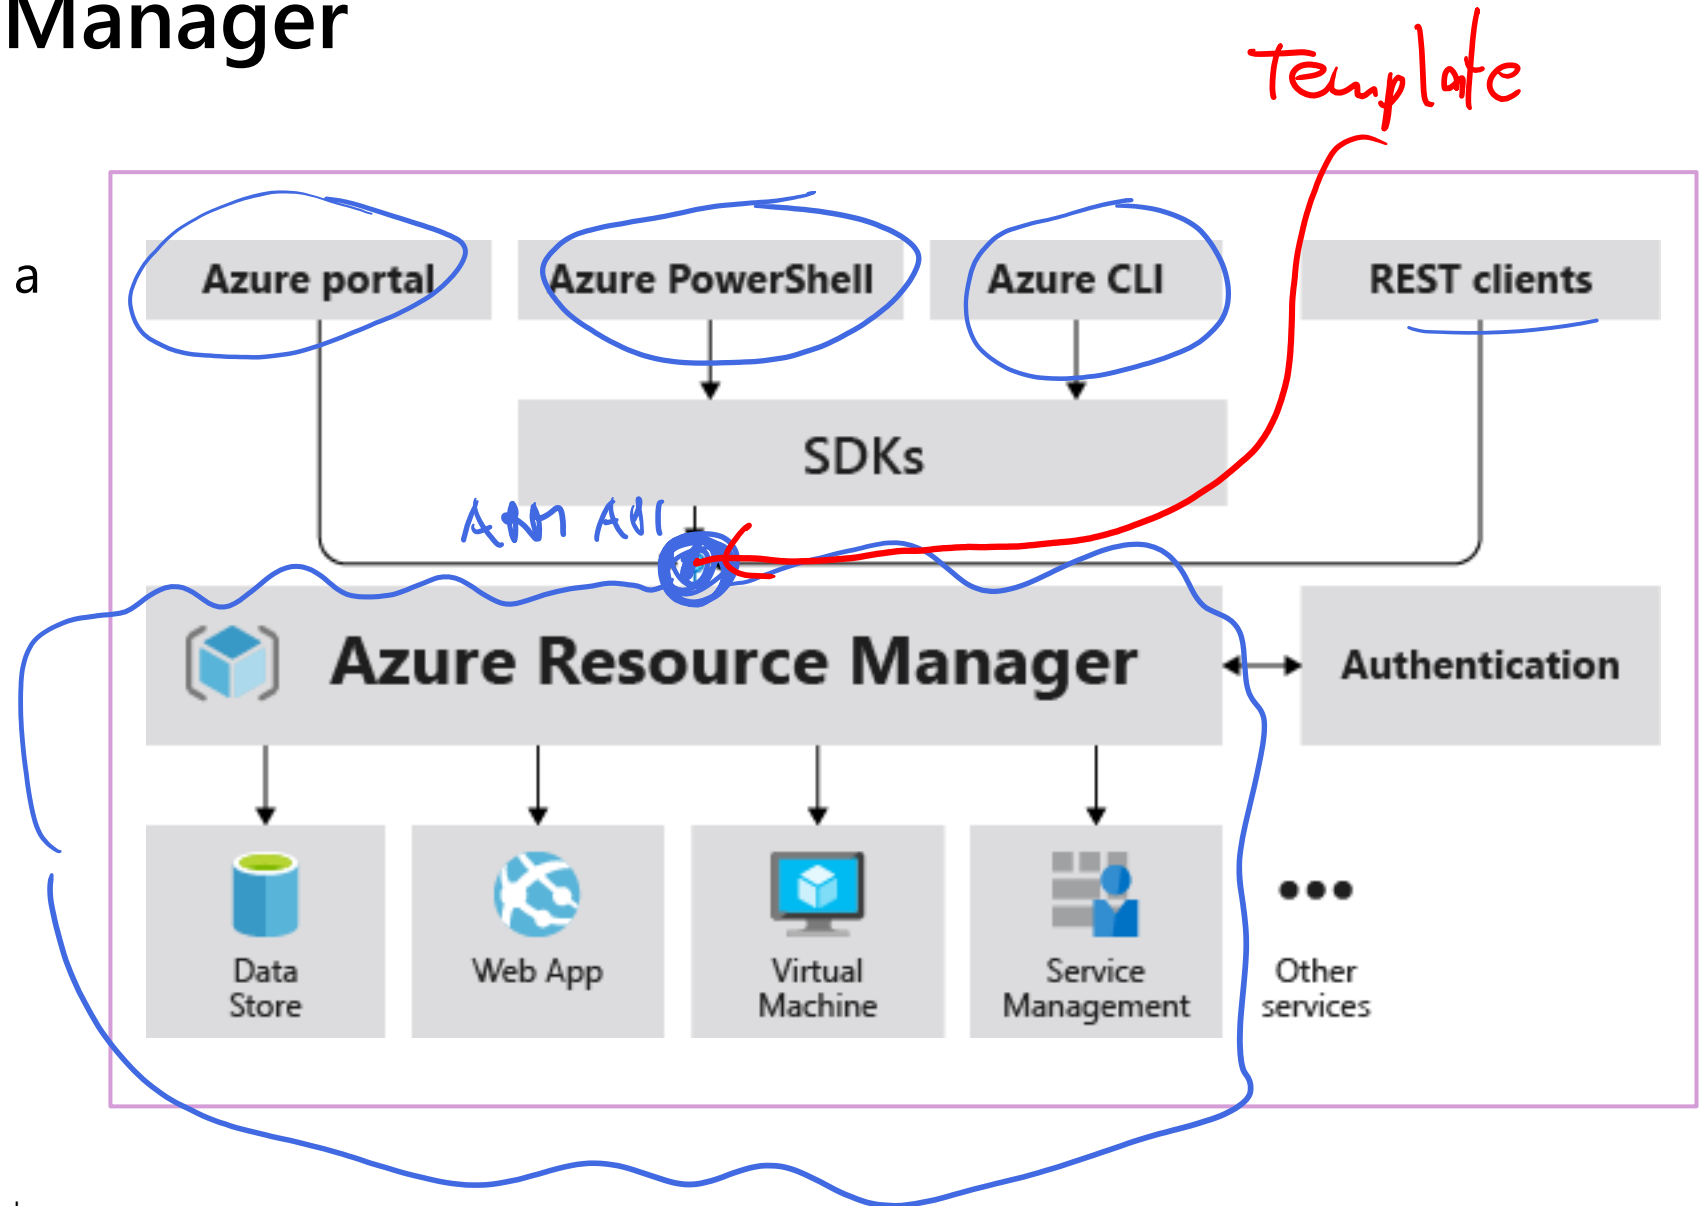 Manager
Template
a
Azure portal
Azure PowerShell
Azure CLI
REST clients
SDKs
ARM API
Azure Resource Manager
Authentication
Data
Store
Web App
Virtual
Machine
Service
Management
Other
services